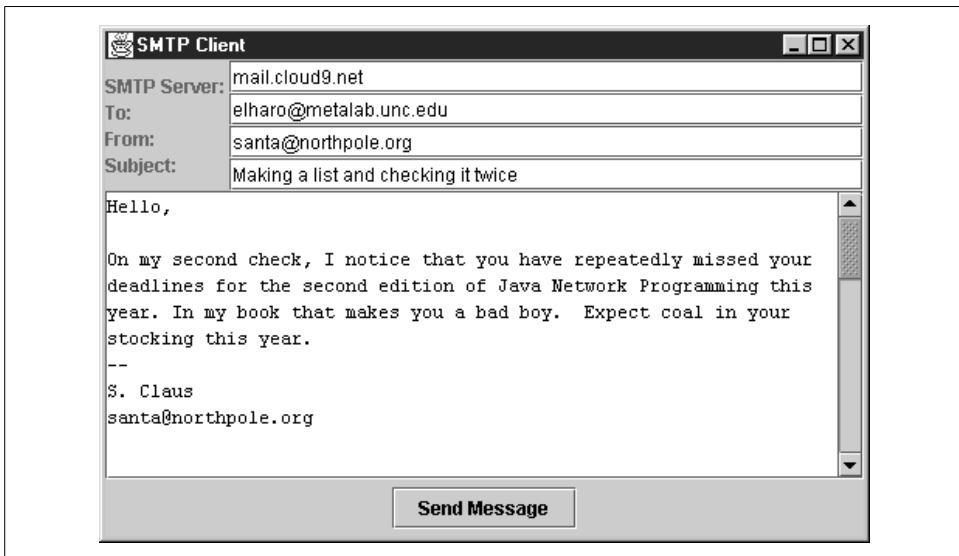 SMTP Client
SMTP Server: mail.cloud9.net
To: elharo@metalab.unc.edu
From: santa@northpole.org
Subject: Making a list and checking it twice
Hello,
On my second check, I notice that you have repeatedly missed your
deadlines for the second edition of Java Network Programming this
year. In my book that makes you a bad boy.  Expect coal in your
stocking this year.
--
S. Claus
santa@northpole.org
Send Message